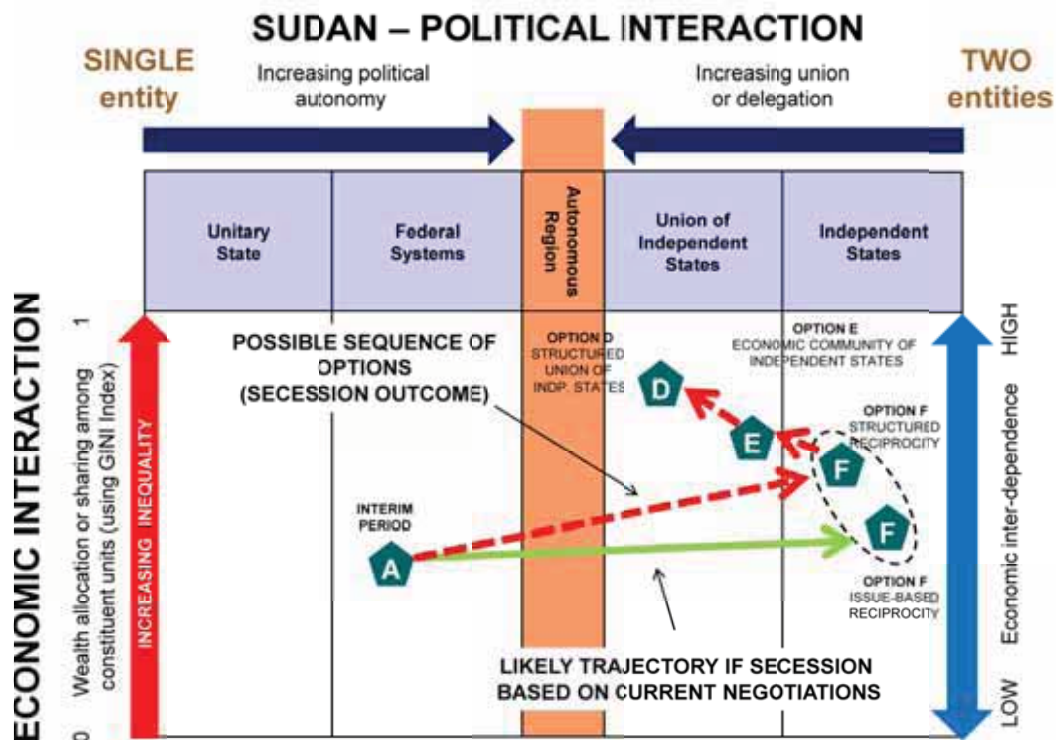 SUDAN – POLITICAL INTERACTION
SINGLE
entity
Increasing political
autonomy
Increasing union
or delegation
TWO
entities
Unitary
State
Federal
Systems
Autonomous
Region
Union of
Independent
States
Independent
States
ECONOMIC INTERACTION
0
1
Wealth allocation or sharing among
constituent units (using GINI Index)
INCREASING INEQUALITY
POSSIBLE SEQUENCE OF
OPTIONS
(SECESSION OUTCOME)
OPTION D
STRUCTURED
UNION OF
INDP. STATES
OPTION E
ECONOMIC COMMUNITY OF
INDEPENDENT STATES
D
E
OPTION F
STRUCTURED
RECIPROCITY
F
INTERIM
PERIOD
A
F
OPTION F
ISSUE-BASED
RECIPROCITY
LIKELY TRAJECTORY IF SECESSION
BASED ON CURRENT NEGOTIATIONS
LOW
Economic inter-dependence
HIGH